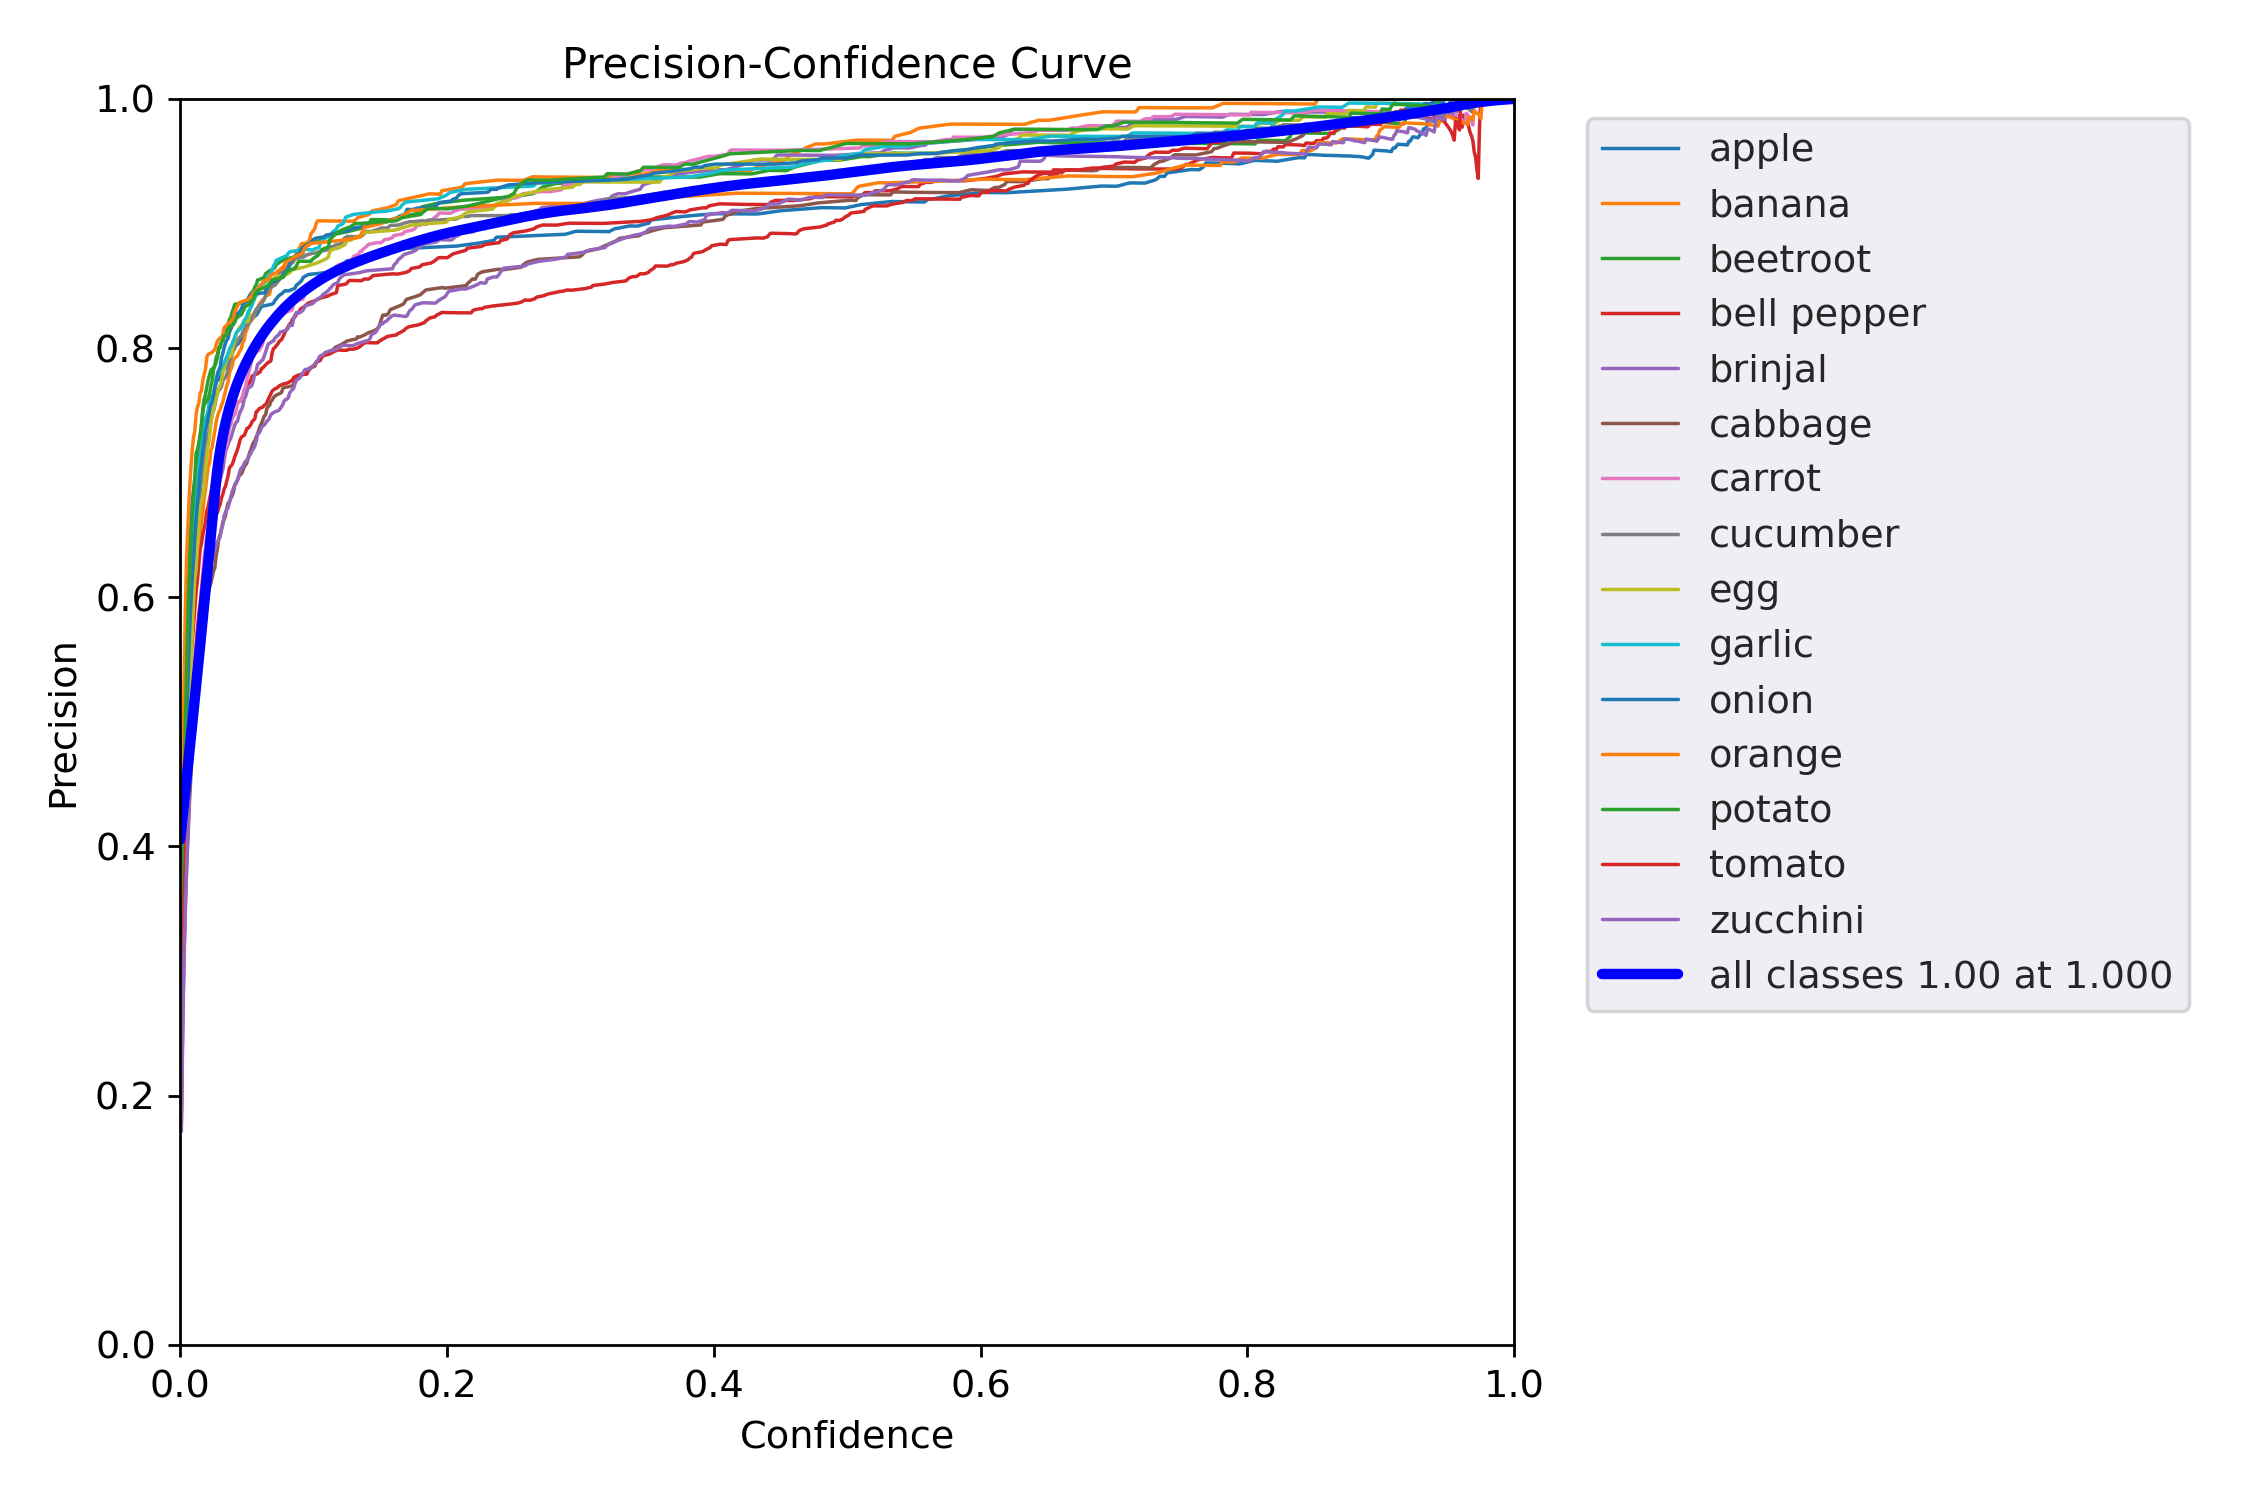 Precision-Confidence Curve
1.0
0.8
0.6
0.4
0.2
0.0
Precision
0.0 0.2 0.4 0.6 0.8 1.0
Confidence
apple
banana
beetroot
bell pepper
brinjal
cabbage
carrot
cucumber
egg
garlic
onion
orange
potato
tomato
zucchini
all classes 1.00 at 1.000